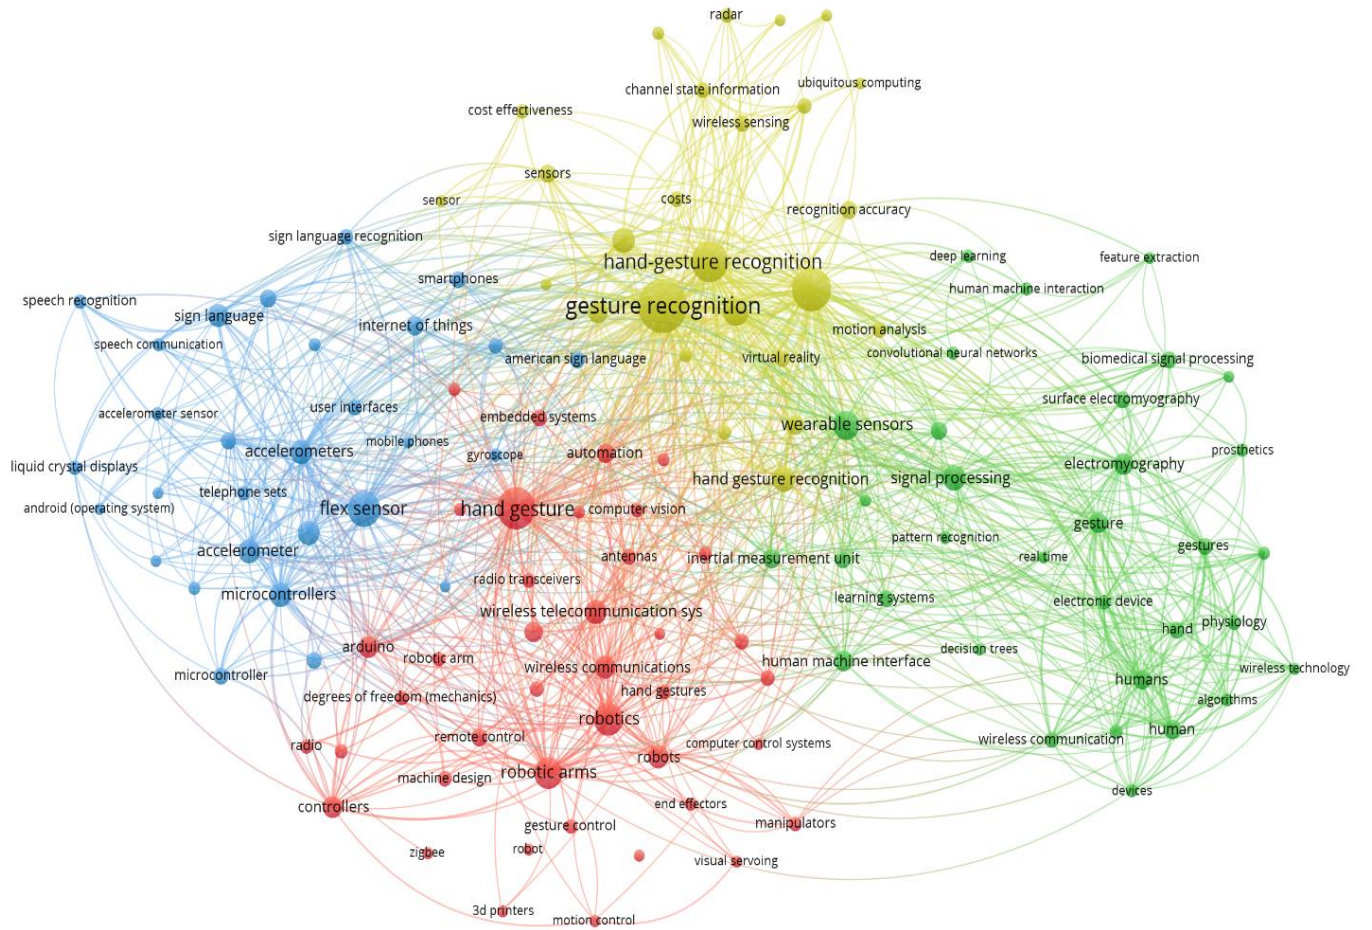 radar
ubiquitous computing
channel state information
cost effectiveness
wireless sensing
sensors
sensor
costs
recognition accuracy
sign language recognition
hand-gesture recognition
deep learning
feature extraction
smartphones
human machine interaction
speech recognition
gesture recognition
sign language
internet of things
motion analysis
speech communication
american sign language
virtual reality
convolutional neural networks
biomedical signal processing
surface electromyography
user interfaces
accelerometer sensor
embedded systems
wearable sensors
mobile phones
accelerometers
gyroscope
automation
prosthetics
liquid crystal displays
electromyography
hand gesture recognition
signal processing
telephone sets
android (operating system)
flex sensor
hand gesture
computer vision
gesture
pattern recognition
accelerometer
antennas
inertial measurement unit
real time
gestures
radio transceivers
microcontrollers
learning systems
electronic device
wireless telecommunication sys
hand
physiology
arduino
robotic arm
decision trees
microcontroller
wireless communications
human machine interface
wireless technology
humans
degrees of freedom (mechanics)
hand gestures
algorithms
robotics
human
remote control
wireless communication
radio
computer control systems
robots
machine design
robotic arms
devices
controllers
end effectors
gesture control
manipulators
zigbee
robot
visual servoing
3d printers
motion control